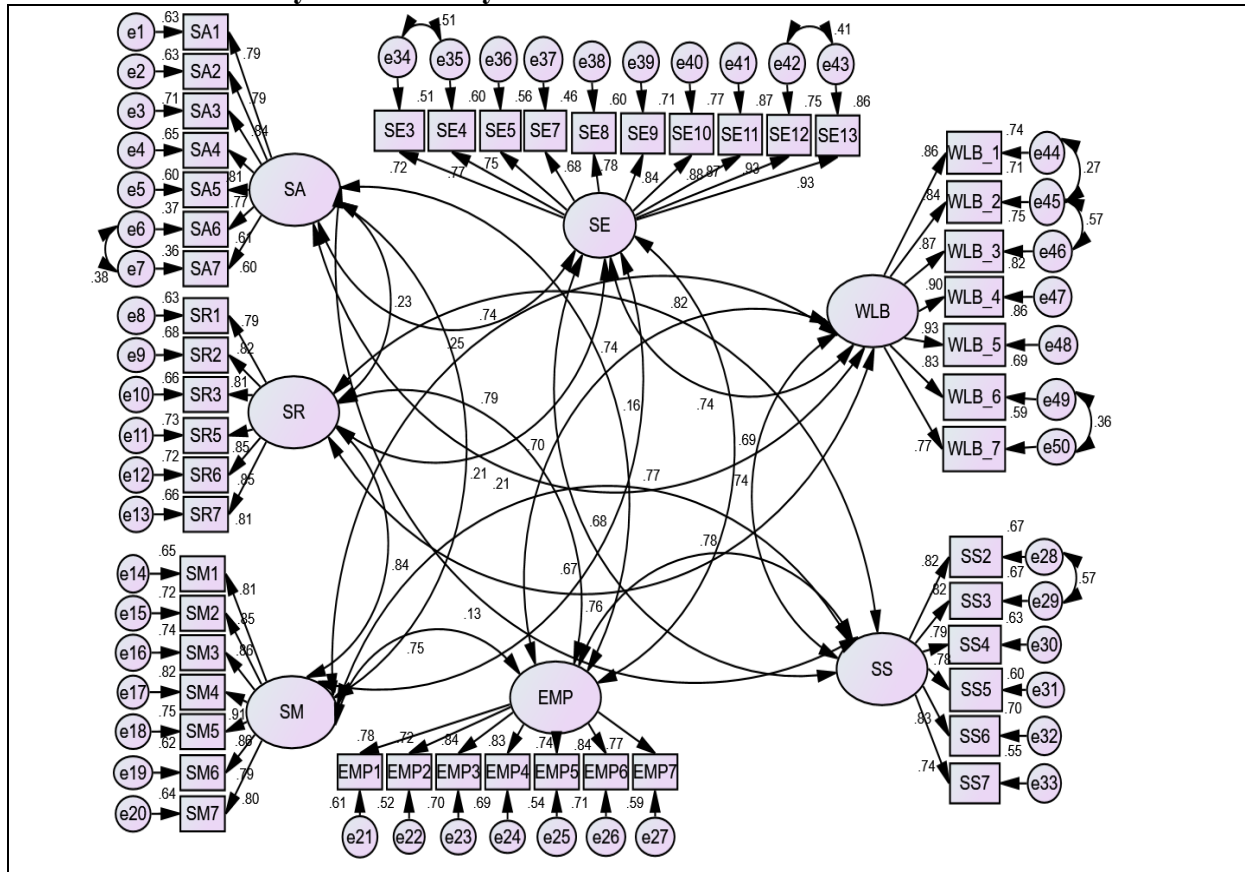 e1 .63 SA1 .79
e2 .63 SA2 .79
e3 .71 SA3 .84
e4 .65 SA4 .81
e5 .60 SA5 .77
e6 .37 SA6 .61
e7 .36 SA7 .60
.38
SA
e8 .63 SR1 .79
e9 .68 SR2 .82
e10 .66 SR3 .81
e11 .73 SR5 .85
e12 .72 SR6 .85
e13 .66 SR7 .81
SR
e14 .65 SM1 .81
e15 .72 SM2 .85
e16 .74 SM3 .86
e17 .82 SM4 .91
e18 .75 SM5 .86
e19 .62 SM6 .79
e20 .64 SM7 .80
SM
.51 .41
e34 e35 e36 e37 e38 e39 e40 e41 e42 e43
.51 .60 .56 .46 .60 .71 .77 .87 .75 .86
SE3 SE4 SE5 SE7 SE8 SE9 SE10 SE11 SE12 SE13
.72 .77 .75 .68 .78 .84 .88 .87 .93 .93
SE
.23 .74 .82
.25 .74
.79 .16 .74
.70 .69
.21 .21 .77 .74
.68 .78
.84 .67
.13 .76
.75
EMP
.78 .72 .84 .83 .74 .84 .77
EMP1 EMP2 EMP3 EMP4 EMP5 EMP6 EMP7
.61 .52 .70 .69 .54 .71 .59
e21 e22 e23 e24 e25 e26 e27
WLB
.86 WLB_1 .74 e44
.27
.84 WLB_2 .71 e45
.57
.87 WLB_3 .75 e46
.90 WLB_4 .82 e47
.93 WLB_5 .86 e48
.83 WLB_6 .69 e49
.36
.77 WLB_7 .59 e50
SS
.82 SS2 .67 e28
.57
.82 SS3 .67 e29
.79 SS4 .63 e30
.78 SS5 .60 e31
.83 SS6 .70 e32
.74 SS7 .55 e33